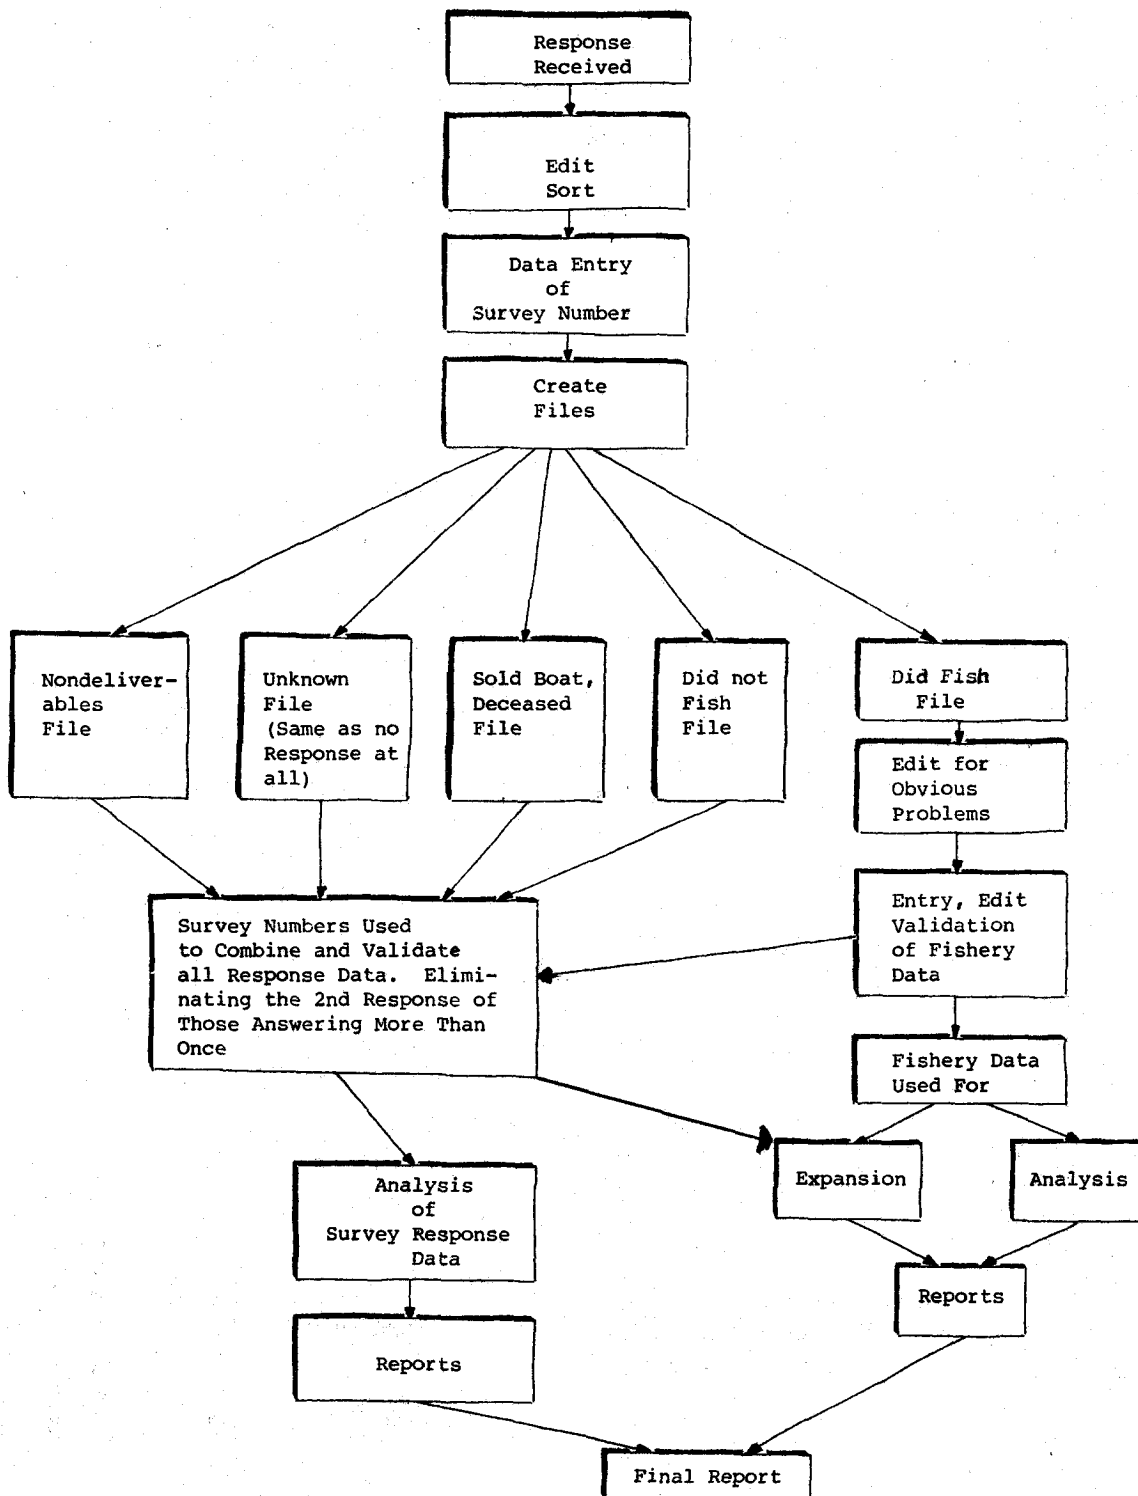 Response
Received
Edit
Sort
Data Entry
of
Survey Number
Create
Files
Nondeliver-
ables
File
Unknown
File
(Same as no
Response at
all)
Sold Boat,
Deceased
File
Did not
Fish
File
Did Fish
File
Edit for
Obvious
Problems
Entry, Edit
Validation
of Fishery
Data
Survey Numbers Used
to Combine and Validate
all Response Data.  Elimi-
nating the 2nd Response of
Those Answering More Than
Once
Fishery Data
Used For
Expansion
Analysis
Analysis
of
Survey Response
Data
Reports
Reports
Final Report